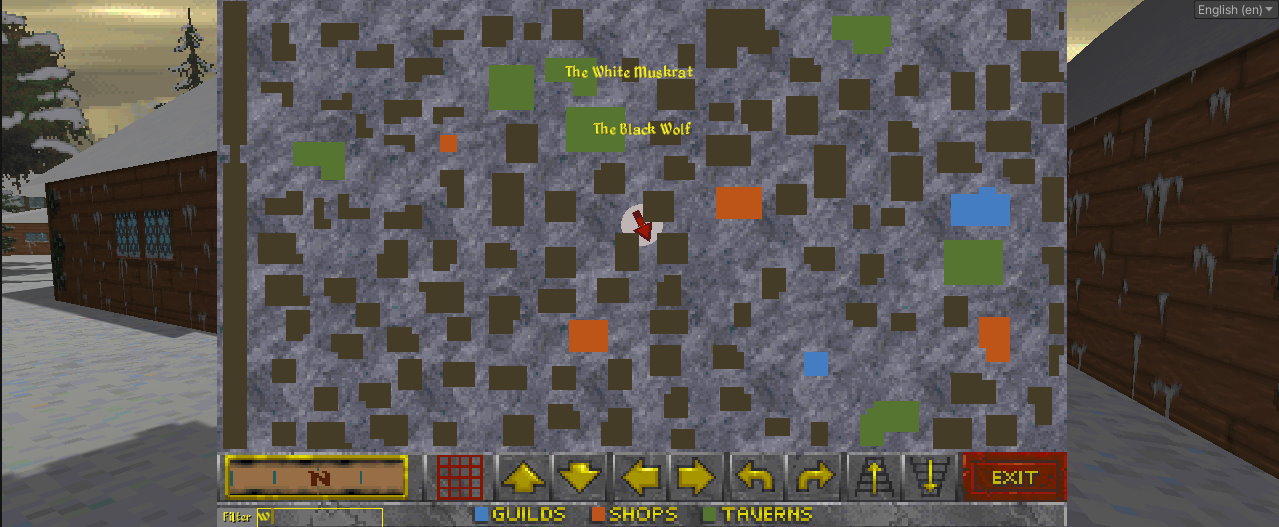 English (en)
The White Muskrat
The Black Wolf
N
EXIT
Filter W
GUILDS SHOPS TAVERNS